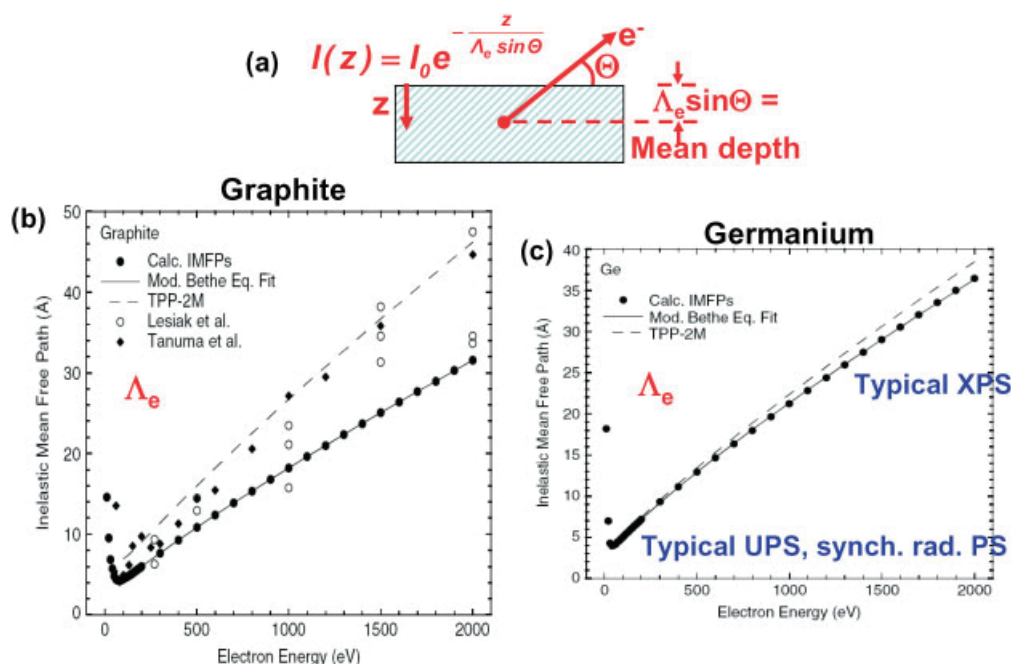 (a) I(z) = I₀e^(-z/(Λₑ sinΘ))
e⁻
Θ
z
ΛₑsinΘ =
Mean depth
Graphite
(b)
50
40
30
20
10
0
Inelastic Mean Free Path (Å)
Graphite
Calc. IMFPs
Mod. Bethe Eq. Fit
TPP-2M
Lesiak et al.
Tanuma et al.
Λₑ
0 500 1000 1500 2000
Electron Energy (eV)
(c)
Germanium
40
35
30
25
20
15
10
5
0
Inelastic Mean Free Path (Å)
Ge
Calc. IMFPs
Mod. Bethe Eq. Fit
TPP-2M
Λₑ
Typical XPS
Typical UPS, synch. rad. PS
0 500 1000 1500 2000
Electron Energy (eV)